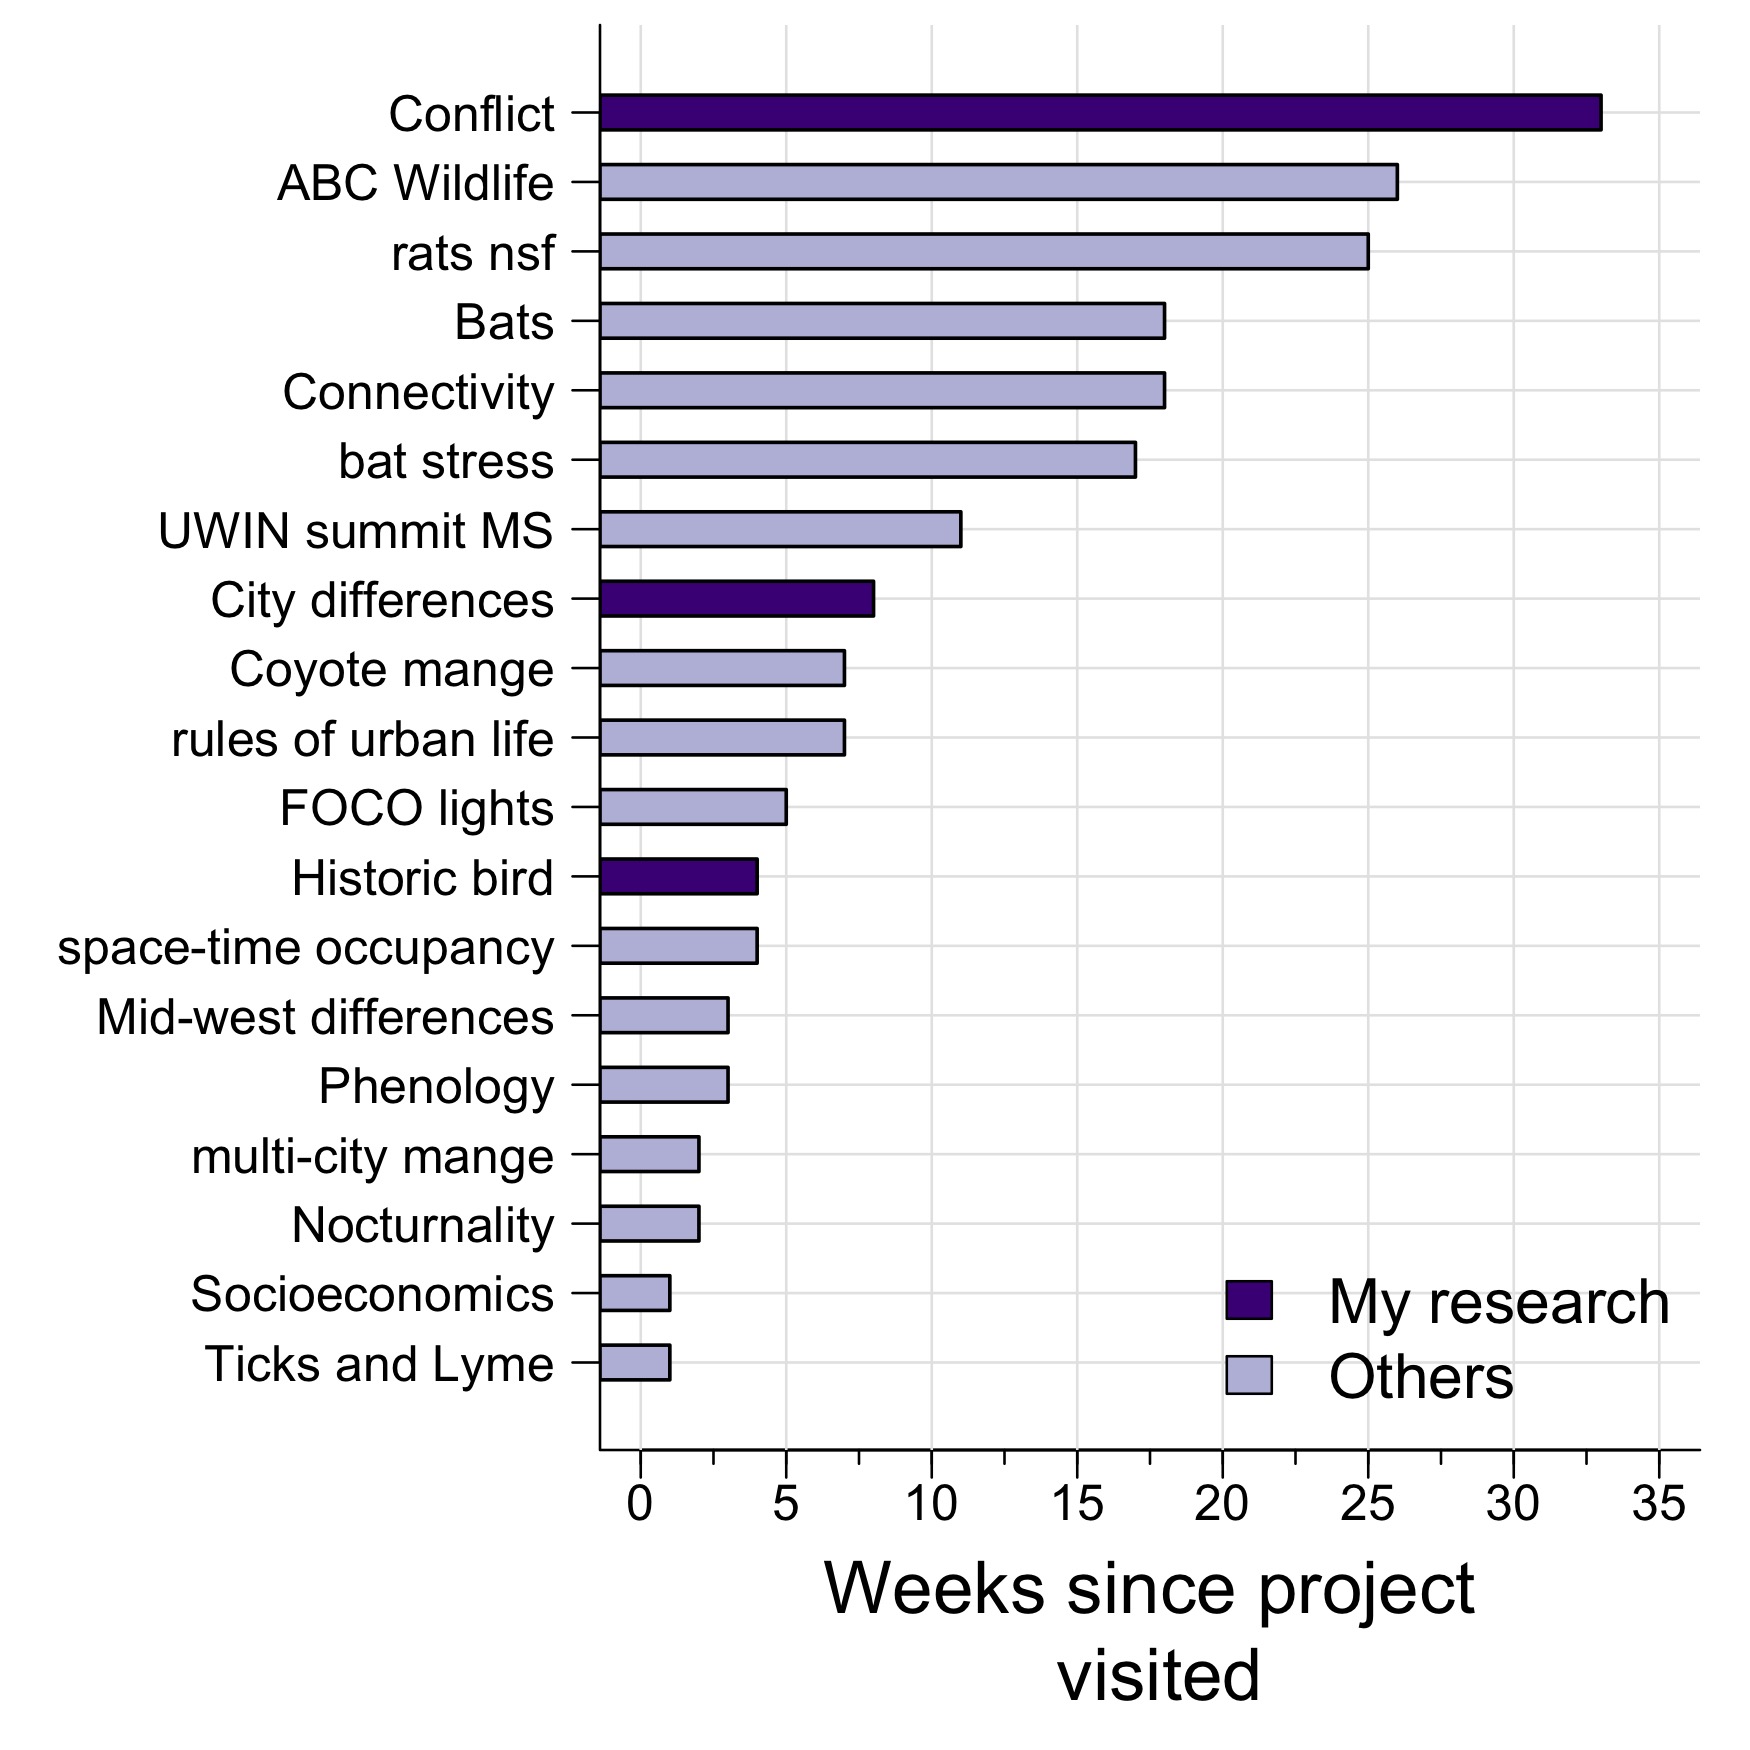 Conflict
ABC Wildlife
rats nsf
Bats
Connectivity
bat stress
UWIN summit MS
City differences
Coyote mange
rules of urban life
FOCO lights
Historic bird
space-time occupancy
Mid-west differences
Phenology
multi-city mange
Nocturnality
Socioeconomics
Ticks and Lyme
My research
Others
0 5 10 15 20 25 30 35
Weeks since project
visited